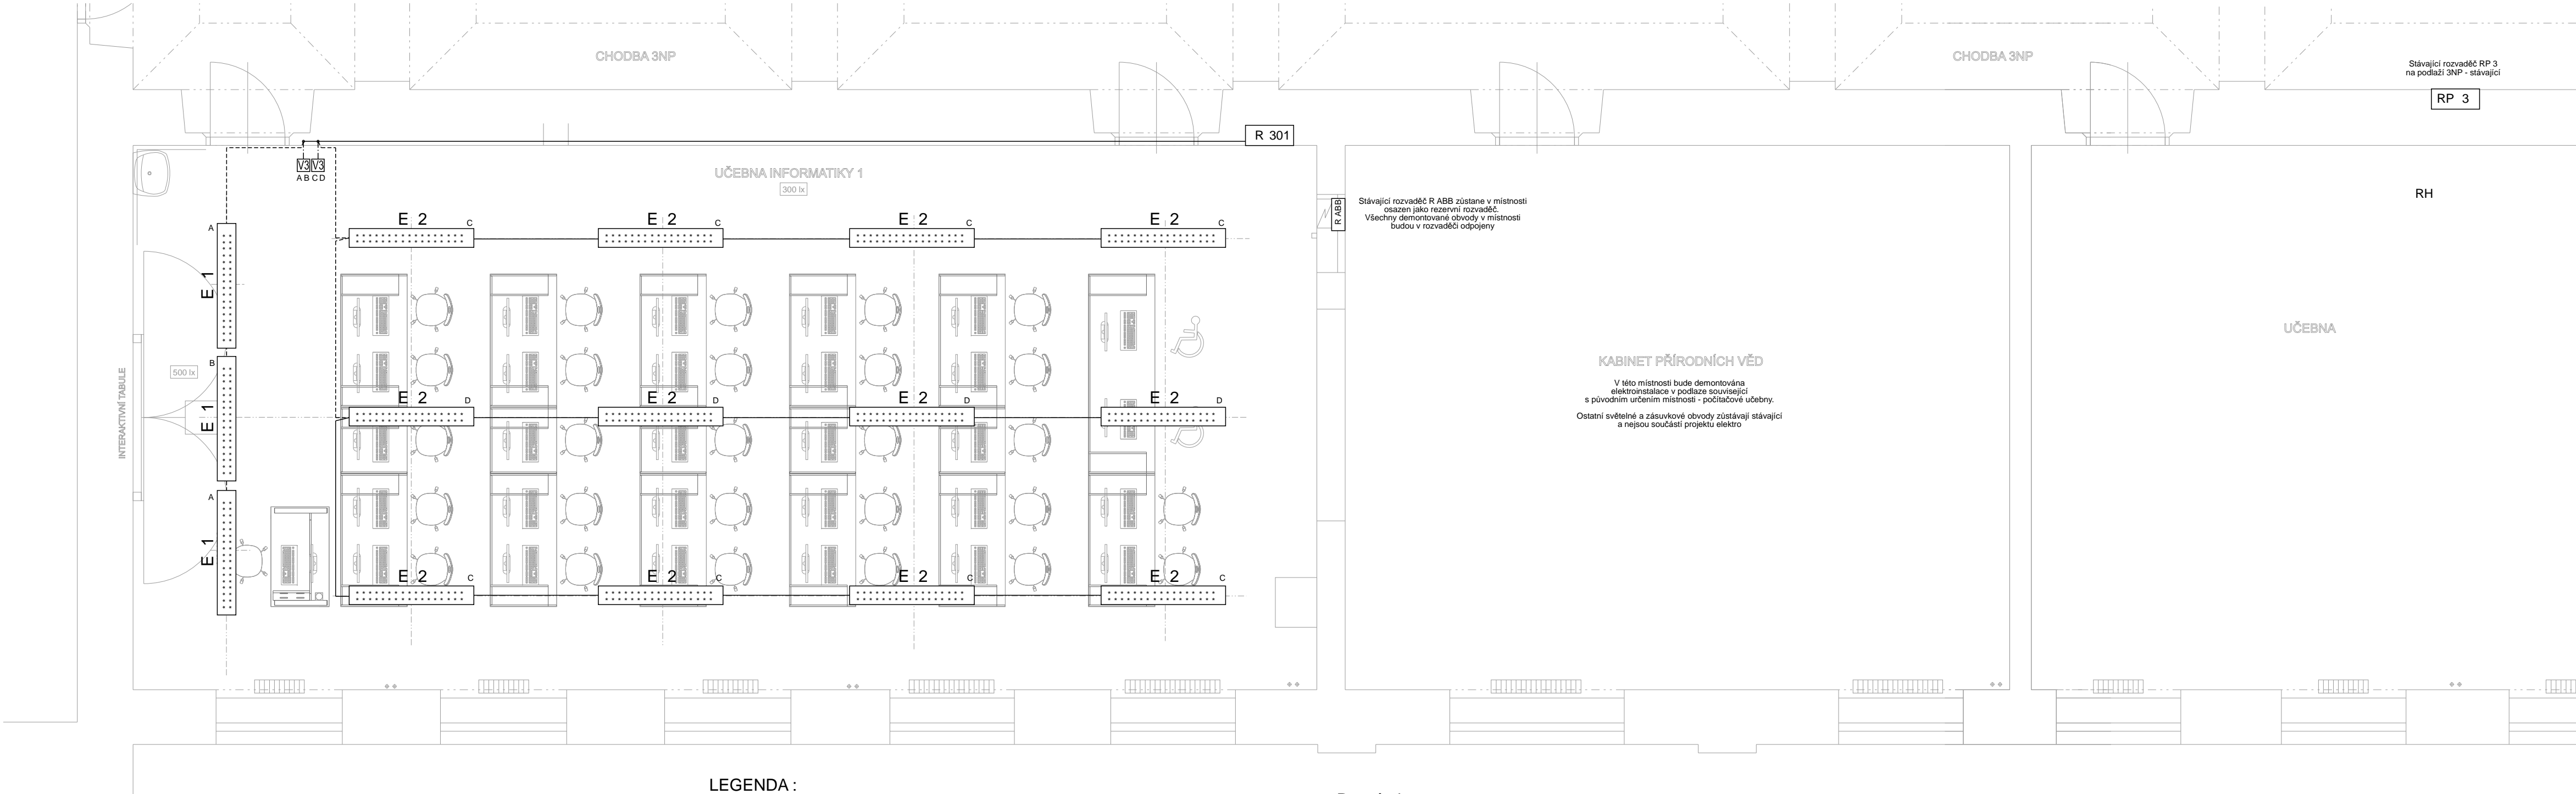 CHODBA 3NP
CHODBA 3NP
Stávající rozvaděč RP 3
na podlaží 3NP - stávající
RP 3
R 301
V3 V3
A B C D
UČEBNA INFORMATIKY 1
300 lx
R ABB
Stávající rozvaděč R ABB zústane v místnosti
osazen jako rezervní rozvaděč.
Všechny demontované obvody v místnosti
budou v rozvaděči odpojeny
RH
E 2 C
E 2 C
E 2 C
E 2 C
A
E 1
UČEBNA
INTERAKTIVNÍ TABULE
500 lx
B
E 1
KABINET PŘÍRODNÍCH VĚD
V této místnosti bude demontována
elektroinstalace v podlaze související
s původním určením místnosti - počítačové učebny.
Ostatní světelné a zásuvkové obvody zústávají stávající
a nejsou součástí projektu elektro
E 2 D
E 2 D
E 2 D
E 2 D
A
E 1
E 2 C
E 2 C
E 2 C
E 2 C
LEGENDA :